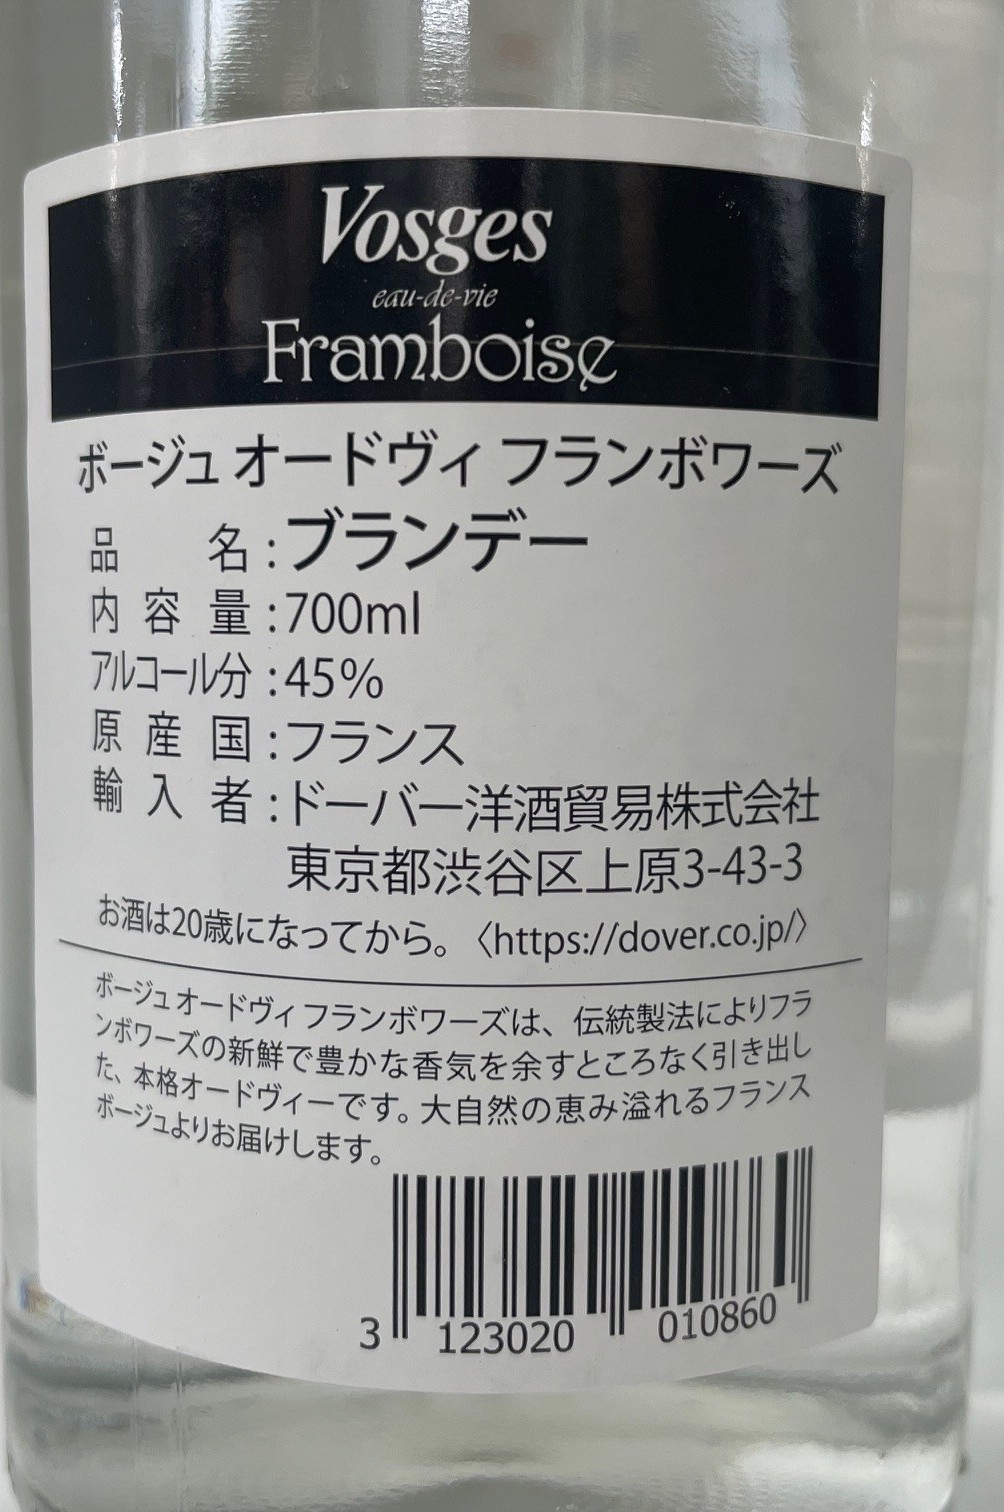 Vosges
eau-de-vie
Framboise
ボージュ オードヴィ フランボワーズ
品名:ブランデー
内容量:700ml
アルコール分:45%
原産国:フランス
輸入者:ドーバー洋酒貿易株式会社
東京都渋谷区上原3-43-3
お酒は20歳になってから。〈https://dover.co.jp/〉
ボージュ オードヴィ フランボワーズは、伝統製法によりフラ
ンボワーズの新鮮で豊かな香気を余すところなく引き出し
た、本格オードヴィーです。大自然の恵み溢れるフランス
ボージュよりお届けします。
3 123020 010860